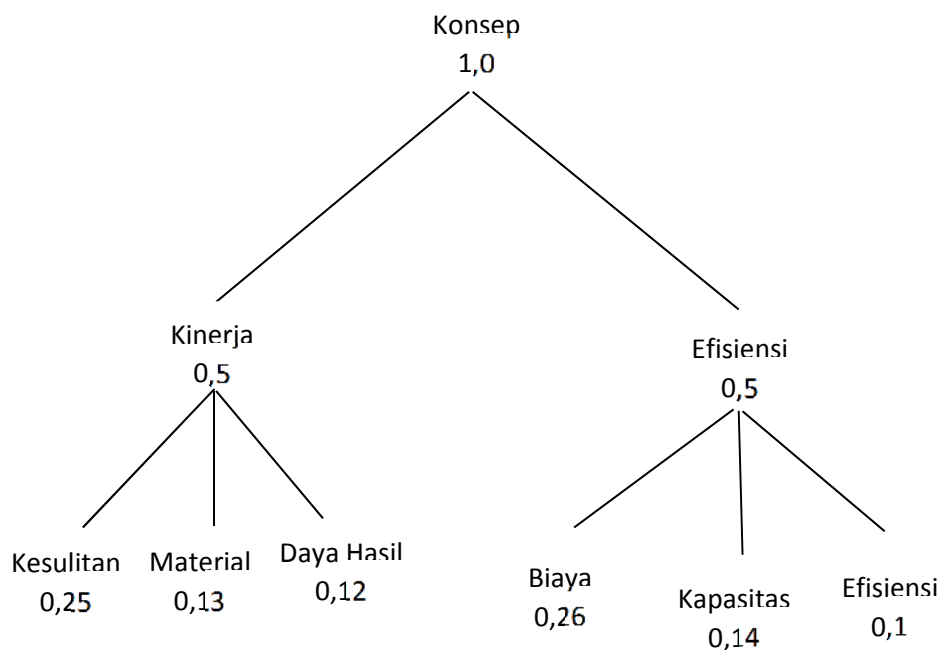 Konsep
1,0
Kinerja
0,5
Efisiensi
0,5
Kesulitan
0,25
Material
0,13
Daya Hasil
0,12
Biaya
0,26
Kapasitas
0,14
Efisiensi
0,1